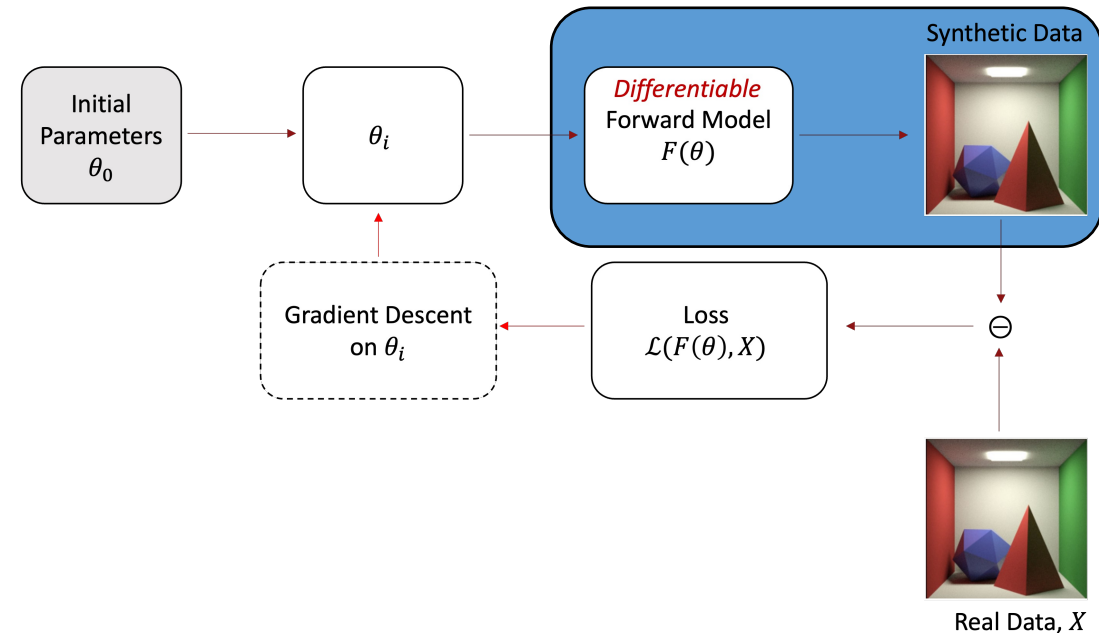 Synthetic Data
Initial
Parameters
θ₀
θᵢ
Differentiable
Forward Model
F(θ)
Gradient Descent
on θᵢ
Loss
ℒ(F(θ), X)
⊖
Real Data, X